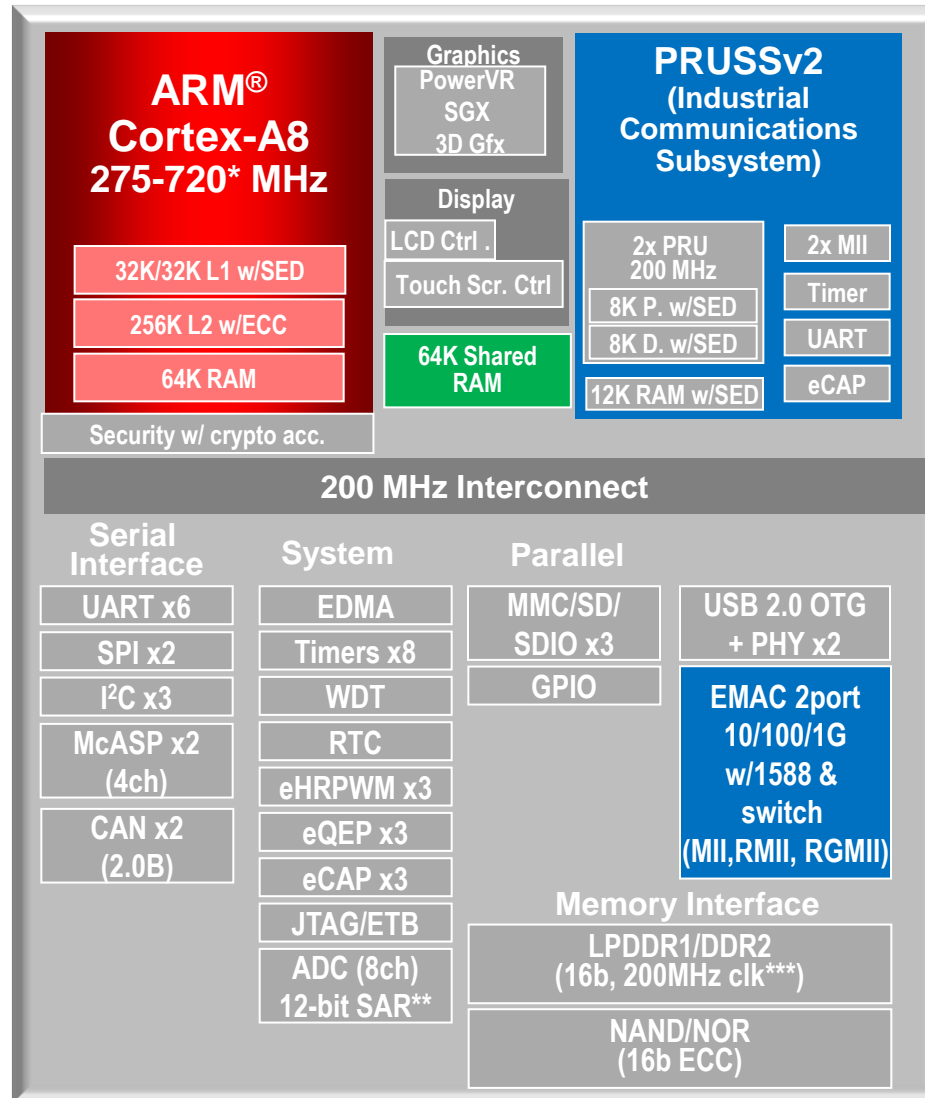 ARM®
Cortex-A8
275-720* MHz
32K/32K L1 w/SED
256K L2 w/ECC
64K RAM
Security w/ crypto acc.
Graphics
PowerVR
SGX
3D Gfx
Display
LCD Ctrl .
Touch Scr. Ctrl
64K Shared
RAM
PRUSSv2
(Industrial
Communications
Subsystem)
2x PRU
200 MHz
8K P. w/SED
8K D. w/SED
12K RAM w/SED
2x MII
Timer
UART
eCAP
200 MHz Interconnect
Serial
Interface
UART x6
SPI x2
I²C x3
McASP x2
(4ch)
CAN x2
(2.0B)
System
EDMA
Timers x8
WDT
RTC
eHRPWM x3
eQEP x3
eCAP x3
JTAG/ETB
ADC (8ch)
12-bit SAR**
Parallel
MMC/SD/
SDIO x3
GPIO
USB 2.0 OTG
+ PHY x2
EMAC 2port
10/100/1G
w/1588 &
switch
(MII,RMII, RGMII)
Memory Interface
LPDDR1/DDR2
(16b, 200MHz clk***)
NAND/NOR
(16b ECC)